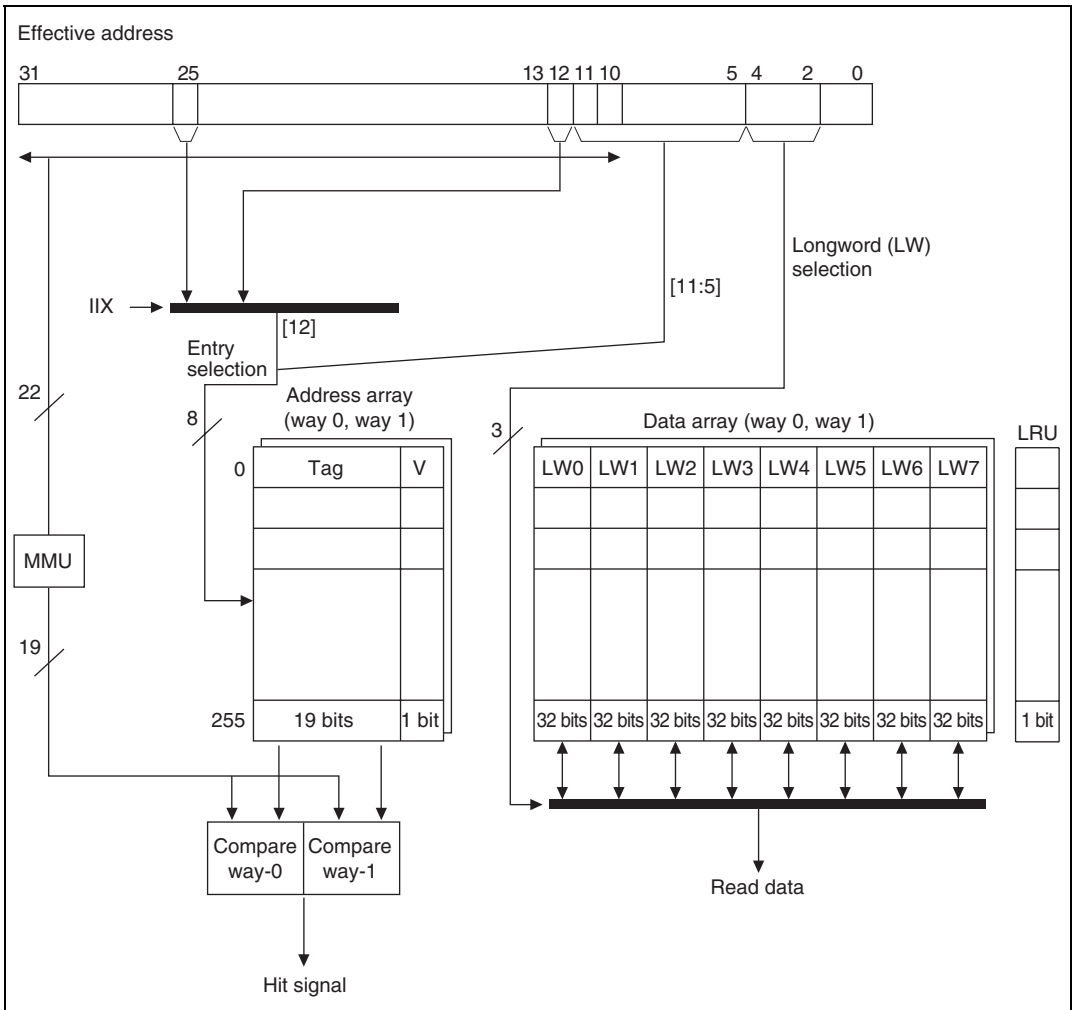 Effective address
31 25 13 12 11 10 5 4 2 0
Longword (LW)
selection
[11:5]
IIX
[12]
Entry
selection
22
8
Address array
(way 0, way 1)
3
Data array (way 0, way 1)
LRU
0 Tag V
LW0 LW1 LW2 LW3 LW4 LW5 LW6 LW7
MMU
19
255 19 bits 1 bit
32 bits 32 bits 32 bits 32 bits 32 bits 32 bits 32 bits 32 bits
1 bit
Compare
way-0
Compare
way-1
Read data
Hit signal